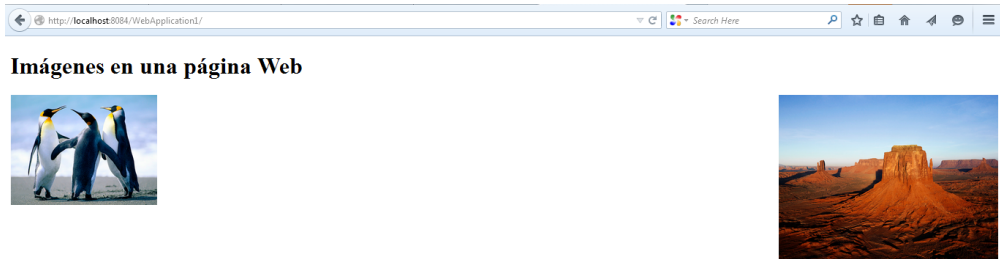 http://localhost:8084/WebApplication1/
Search Here
Imágenes en una página Web